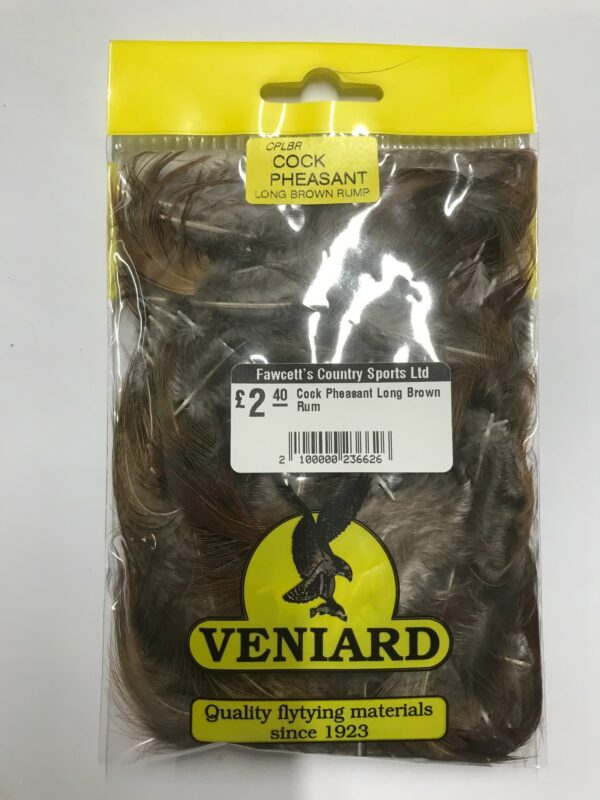 CPLBR
COCK
PHEASANT
LONG BROWN RUMP
Fawcett's Country Sports Ltd
£2 40 Cock Pheasant Long Brown
Rum
2 100000 236626
VENIARD
Quality flytying materials
since 1923